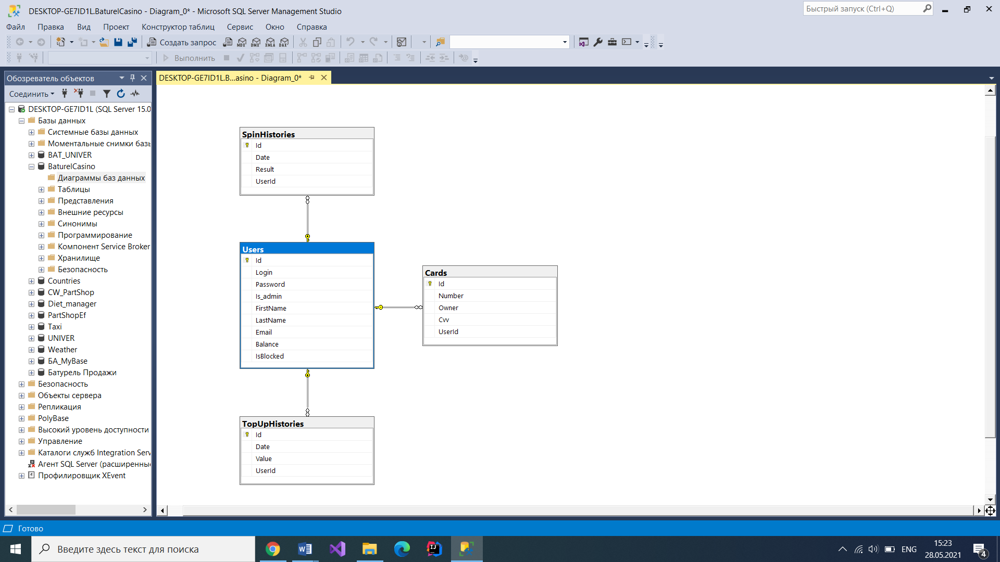 DESKTOP-GE7ID1L.BaturelCasino - Diagram_0* - Microsoft SQL Server Management Studio
Быстрый запуск (Ctrl+Q)
Файл Правка Вид Проект Конструктор таблиц Сервис Окно Справка
Создать запрос MDX DMX XMLA DAX
Выполнить
Обозреватель объектов
DESKTOP-GE7ID1L.B...asino - Diagram_0*
Соединить
DESKTOP-GE7ID1L (SQL Server 15.0
Базы данных
Системные базы данных
Моментальные снимки базь
BAT_UNIVER
BaturelCasino
Диаграммы баз данных
Таблицы
Представления
Внешние ресурсы
Синонимы
Программирование
Компонент Service Broker
Хранилище
Безопасность
Countries
CW_PartShop
Diet_manager
PartShopEf
Taxi
UNIVER
Weather
БА_MyBase
Батурель Продажи
Безопасность
Объекты сервера
Репликация
PolyBase
Высокий уровень доступности
Управление
Каталоги служб Integration Serv
Агент SQL Server (расширенны
Профилировщик XEvent
SpinHistories
Id
Date
Result
UserId
Users
Id
Login
Password
Is_admin
FirstName
LastName
Email
Balance
IsBlocked
Cards
Id
Number
Owner
Cvv
UserId
TopUpHistories
Id
Date
Value
UserId
Готово
Введите здесь текст для поиска
ENG
15:23
28.05.2021
4